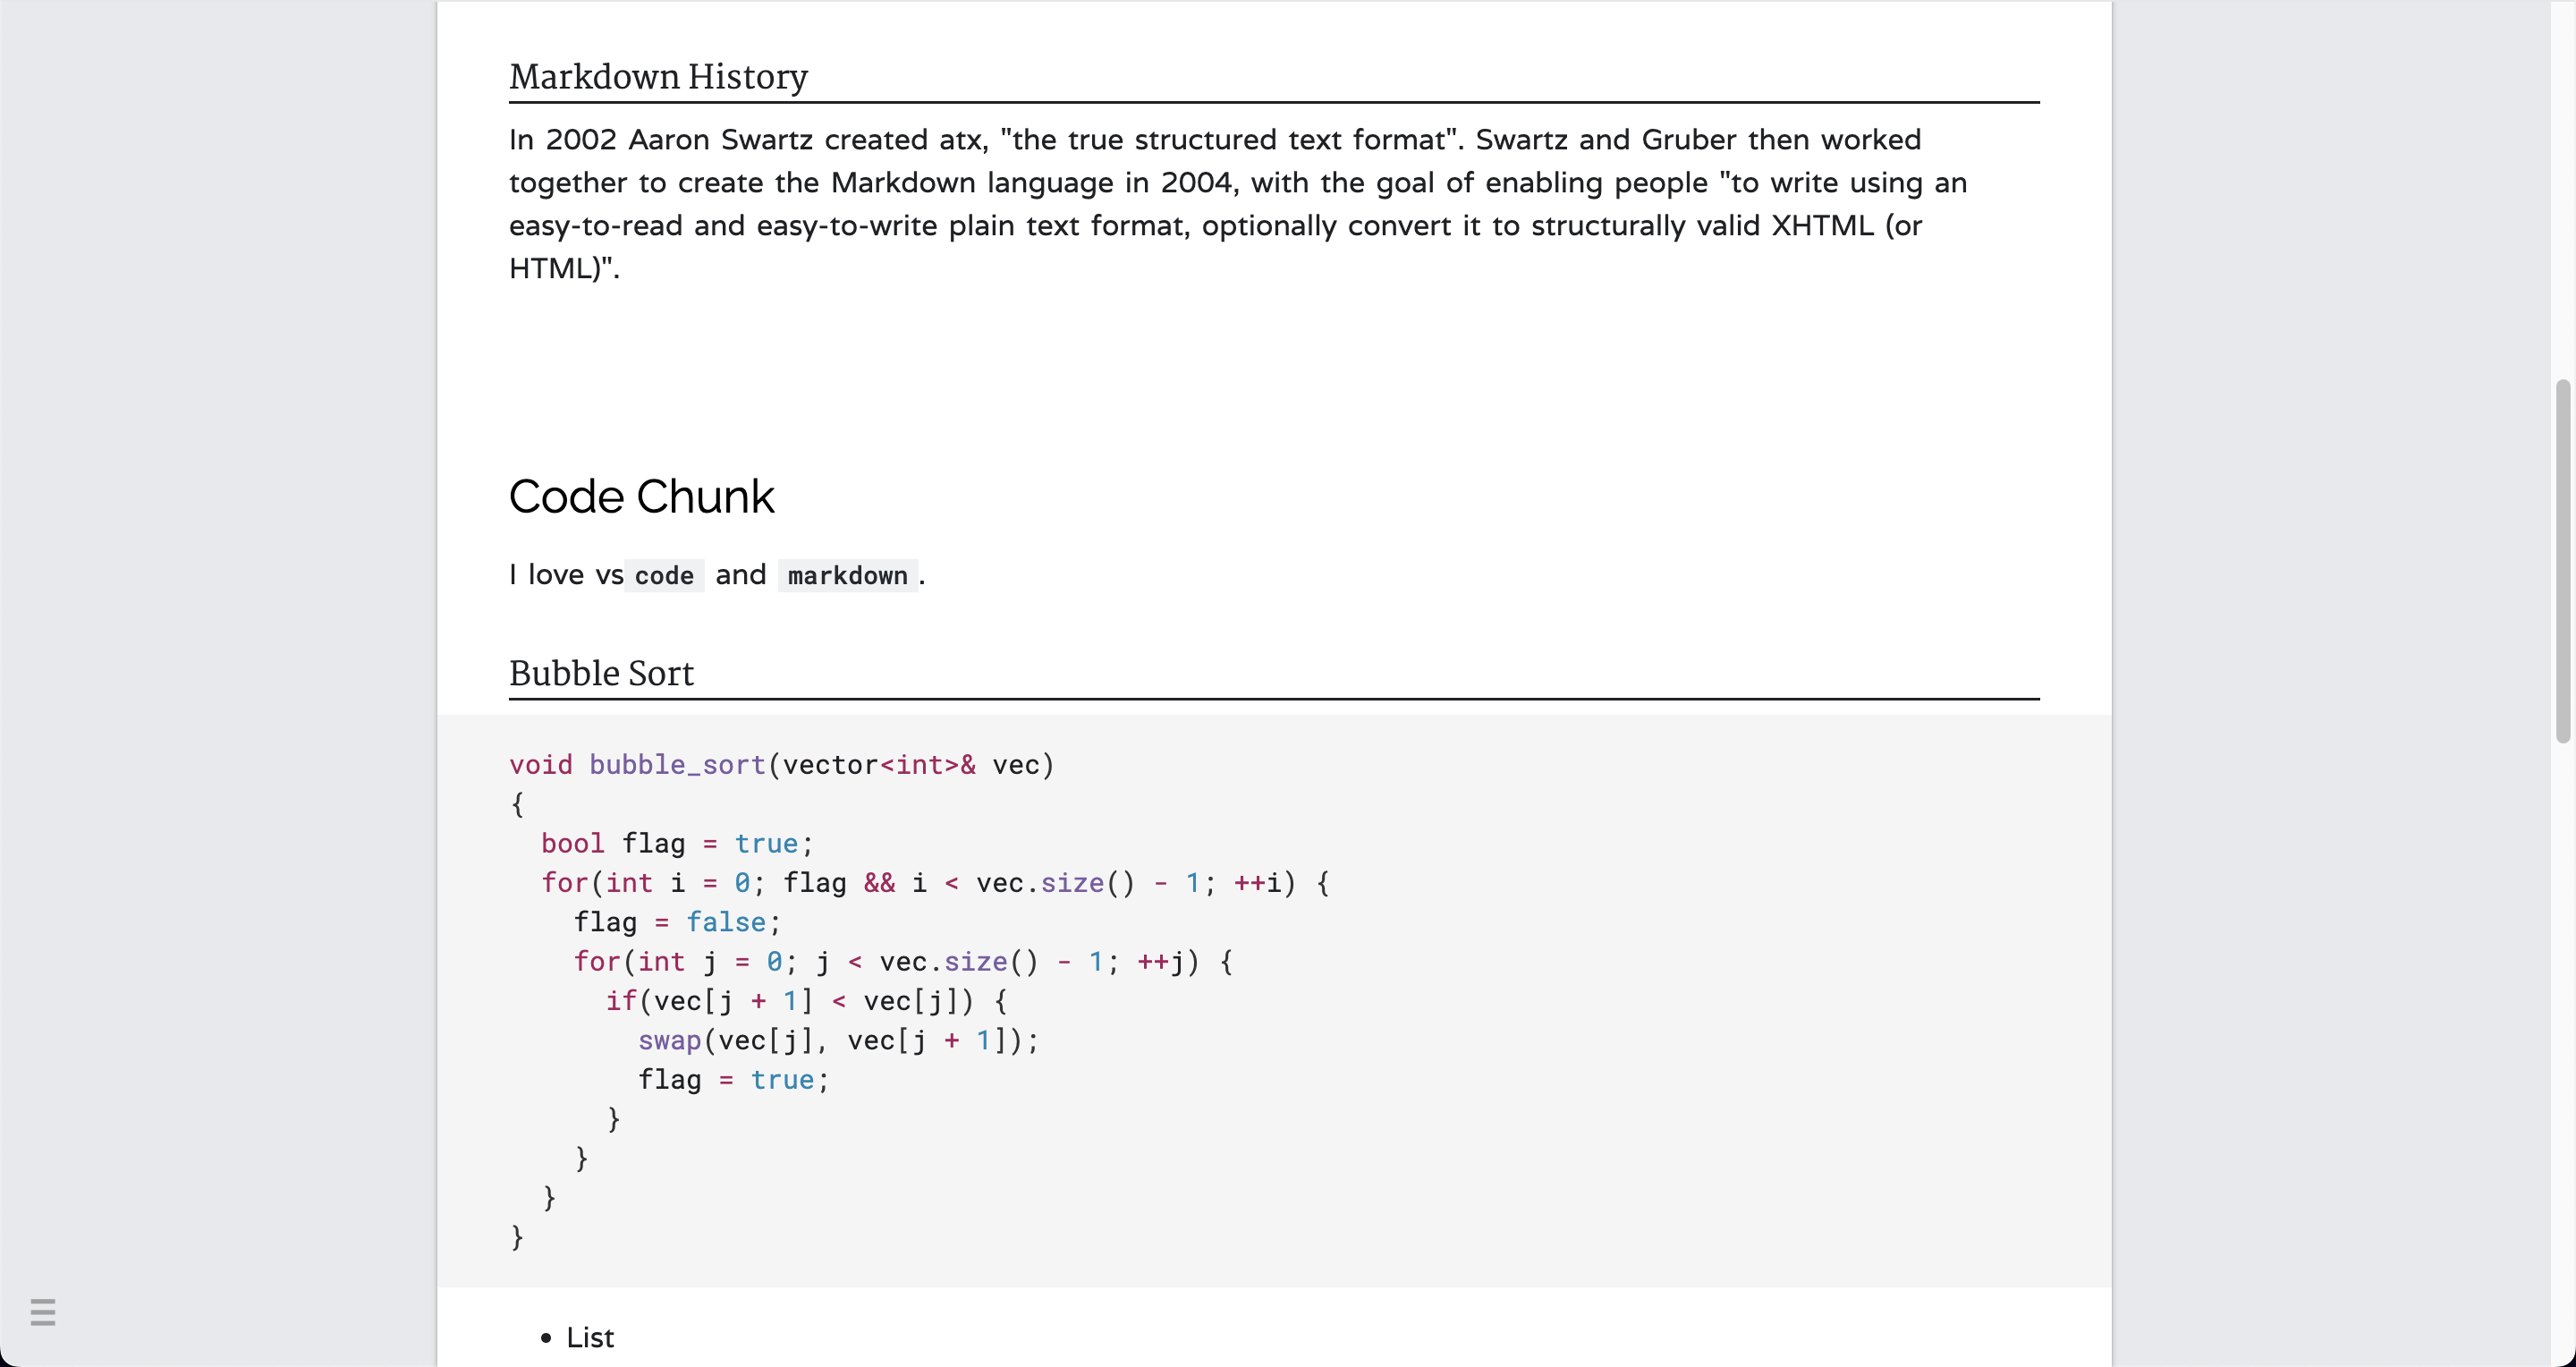 Markdown History
In 2002 Aaron Swartz created atx, "the true structured text format". Swartz and Gruber then worked
together to create the Markdown language in 2004, with the goal of enabling people "to write using an
easy-to-read and easy-to-write plain text format, optionally convert it to structurally valid XHTML (or
HTML)".
Code Chunk
I love vs code and markdown .
Bubble Sort
void bubble_sort(vector<int>& vec)
{
  bool flag = true;
  for(int i = 0; flag && i < vec.size() - 1; ++i) {
    flag = false;
    for(int j = 0; j < vec.size() - 1; ++j) {
      if(vec[j + 1] < vec[j]) {
        swap(vec[j], vec[j + 1]);
        flag = true;
      }
    }
  }
}
• List